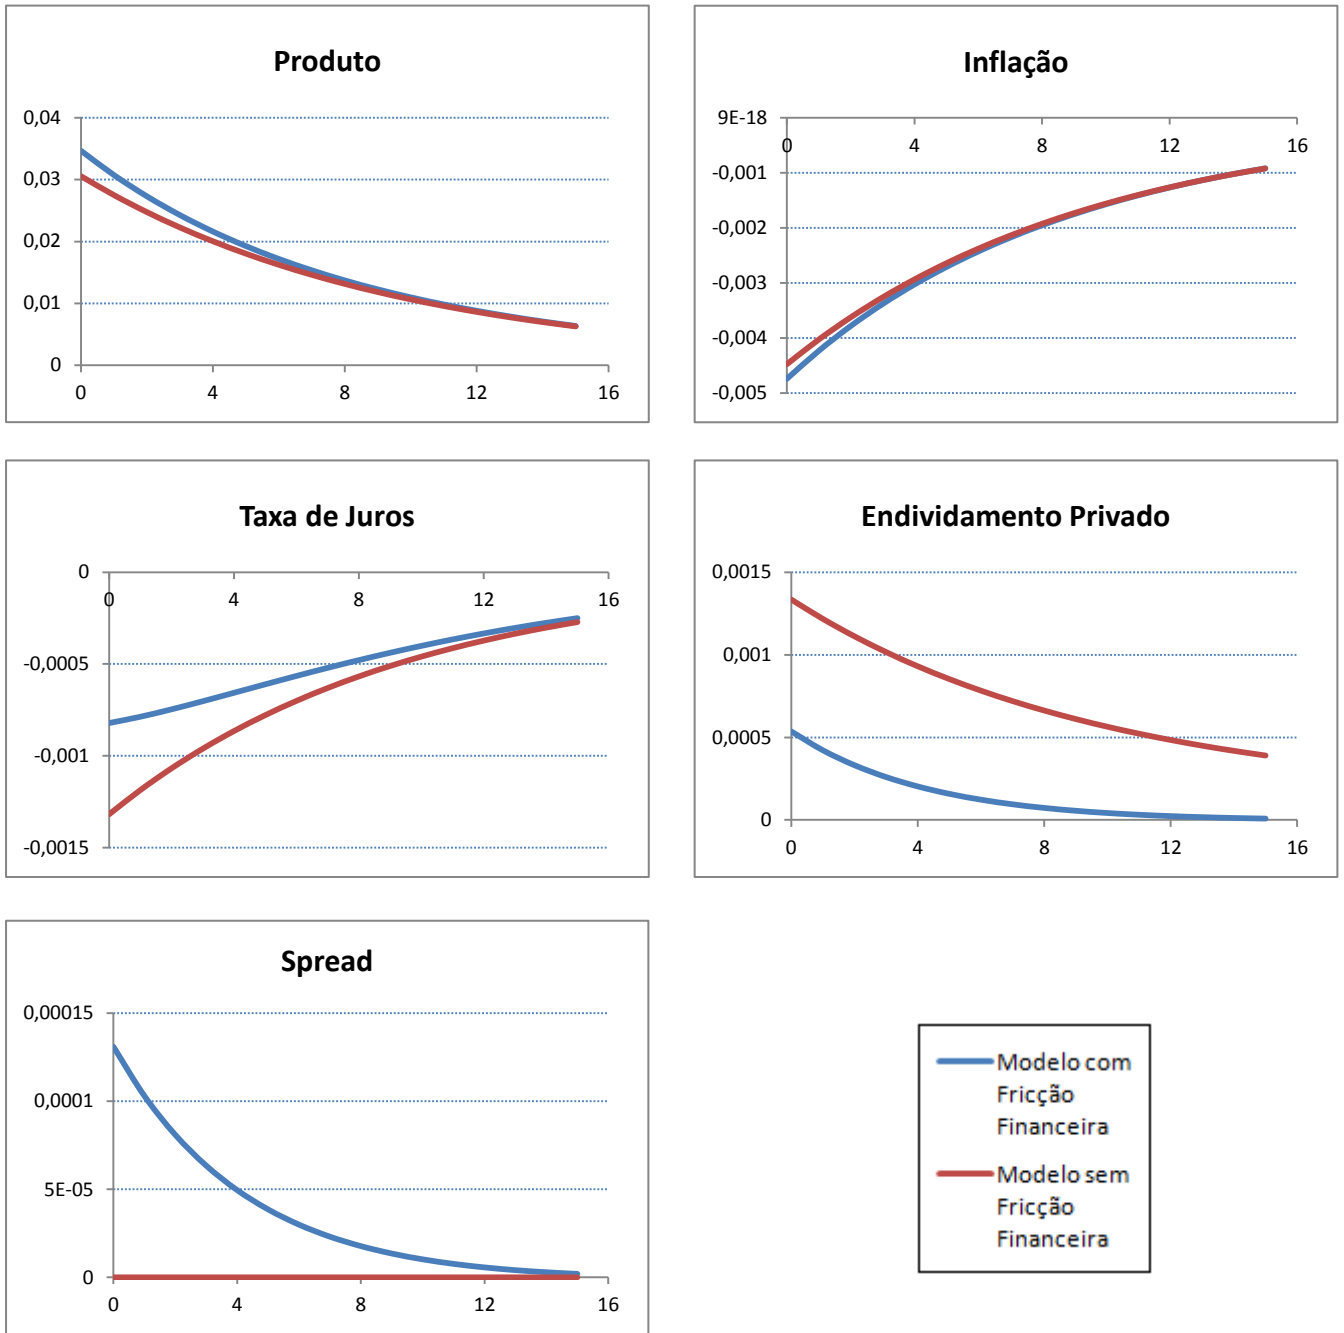 Produto
0,04
0,03
0,02
0,01
0
0 4 8 12 16
Inflação
9E-18
0 4 8 12 16
-0,001
-0,002
-0,003
-0,004
-0,005
Taxa de Juros
0
0 4 8 12 16
-0,0005
-0,001
-0,0015
Endividamento Privado
0,0015
0,001
0,0005
0
0 4 8 12 16
Spread
0,00015
0,0001
5E-05
0
0 4 8 12 16
Modelo com
Fricção
Financeira
Modelo sem
Fricção
Financeira